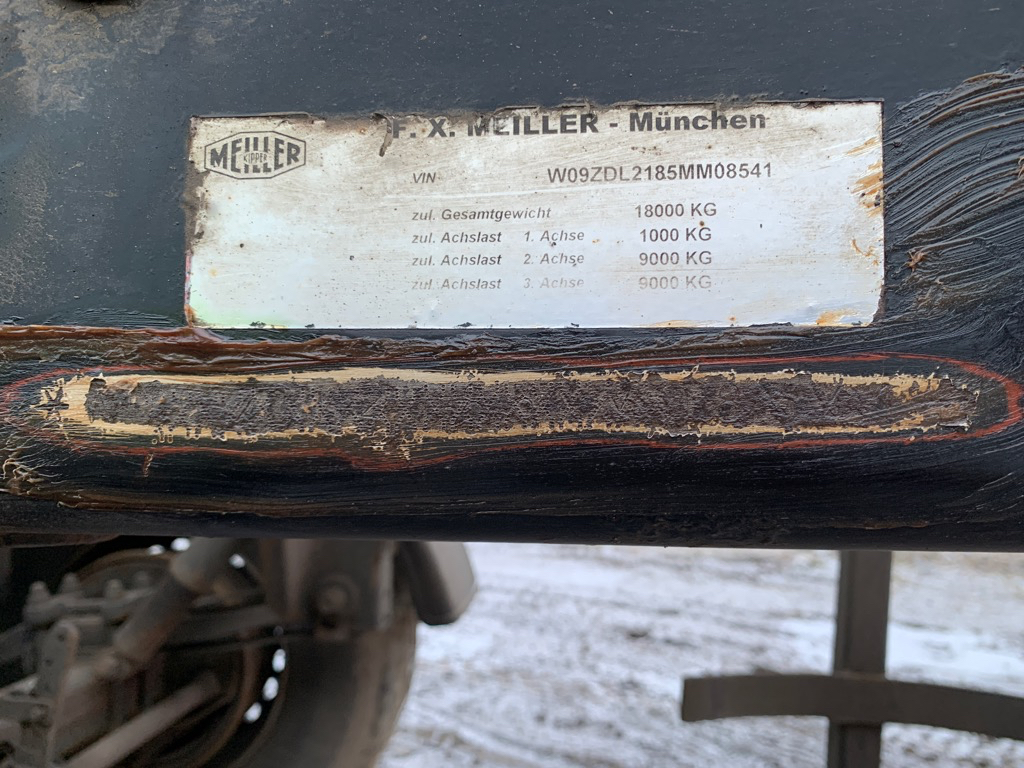 MEILLER
KIPPER
F. X. MEILLER - München
VIN W09ZDL2185MM08541
zul. Gesamtgewicht 18000 KG
zul. Achslast 1. Achse 1000 KG
zul. Achslast 2. Achse 9000 KG
zul. Achslast 3. Achse 9000 KG